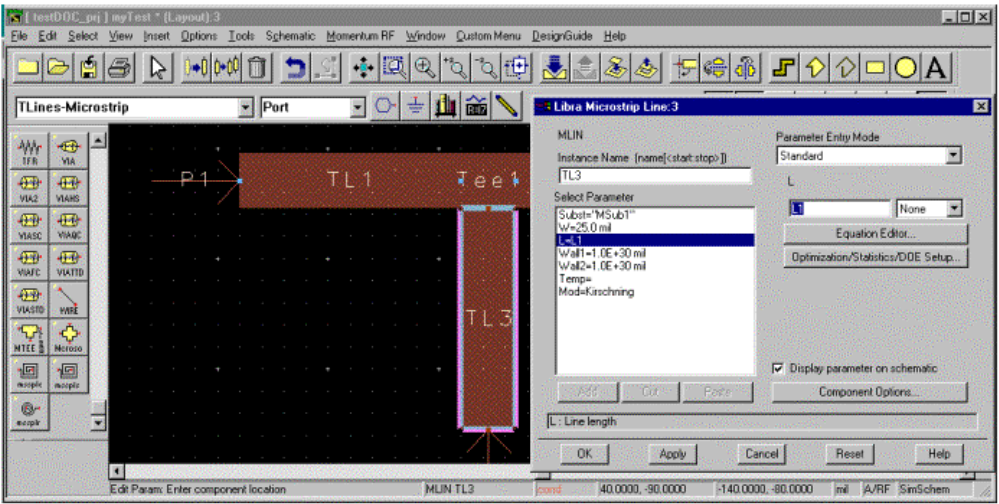 [ testDOC_prj ] myTest * (Layout):3
File Edit Select View Insert Options Tools Schematic Momentum RF Window Custom Menu DesignGuide Help
TLines-Microstrip
Port
TFR VIA
VIA2 VIAHS
VIASC VIAQC
VIAFC VIATTD
VIASTD WIRE
MTEE
P1 TL1 Tee1
TL3
Libra Microstrip Line:3
MLIN
Instance Name (name[<start:stop>])
TL3
Select Parameter
Subst="MSub1"
W=25.0 mil
L=L1
Wall1=1.0E+30 mil
Wall2=1.0E+30 mil
Temp=
Mod=Kirschning
Add Cut Paste
Parameter Entry Mode
Standard
L
L1 None
Equation Editor...
Optimization/Statistics/DOE Setup...
Display parameter on schematic
Component Options...
L : Line length
OK Apply Cancel Reset Help
Edit Param: Enter component location MLIN TL3 cond 40.0000, -90.0000 -140.0000, -80.0000 mil A/RF SimSchem